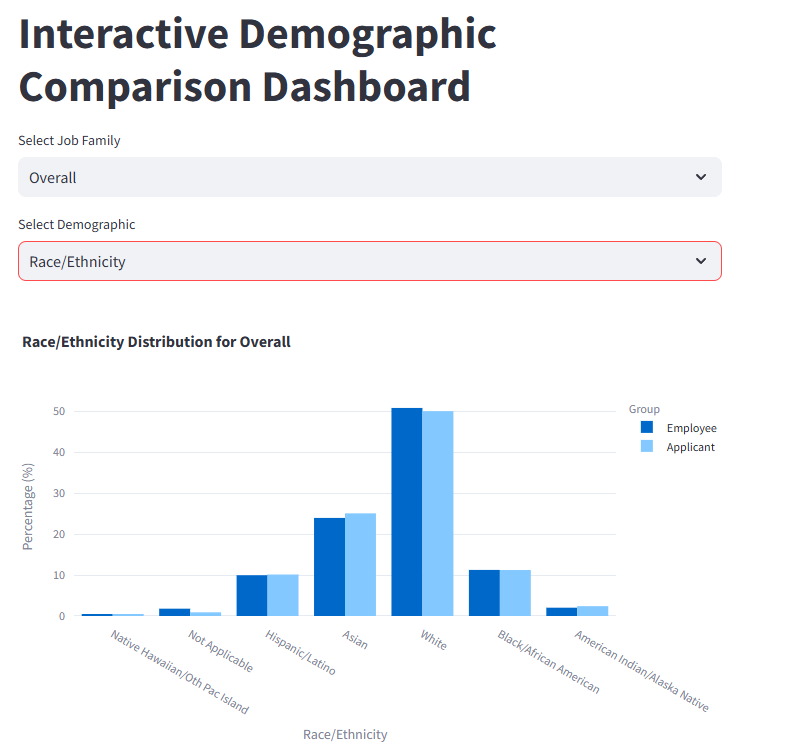 Interactive Demographic
Comparison Dashboard
Select Job Family
Overall
Select Demographic
Race/Ethnicity
Race/Ethnicity Distribution for Overall
Group
Employee
Applicant
Percentage (%)
50
40
30
20
10
0
Native Hawaiian/Oth Pac Island
Not Applicable
Hispanic/Latino
Asian
White
Black/African American
American Indian/Alaska Native
Race/Ethnicity